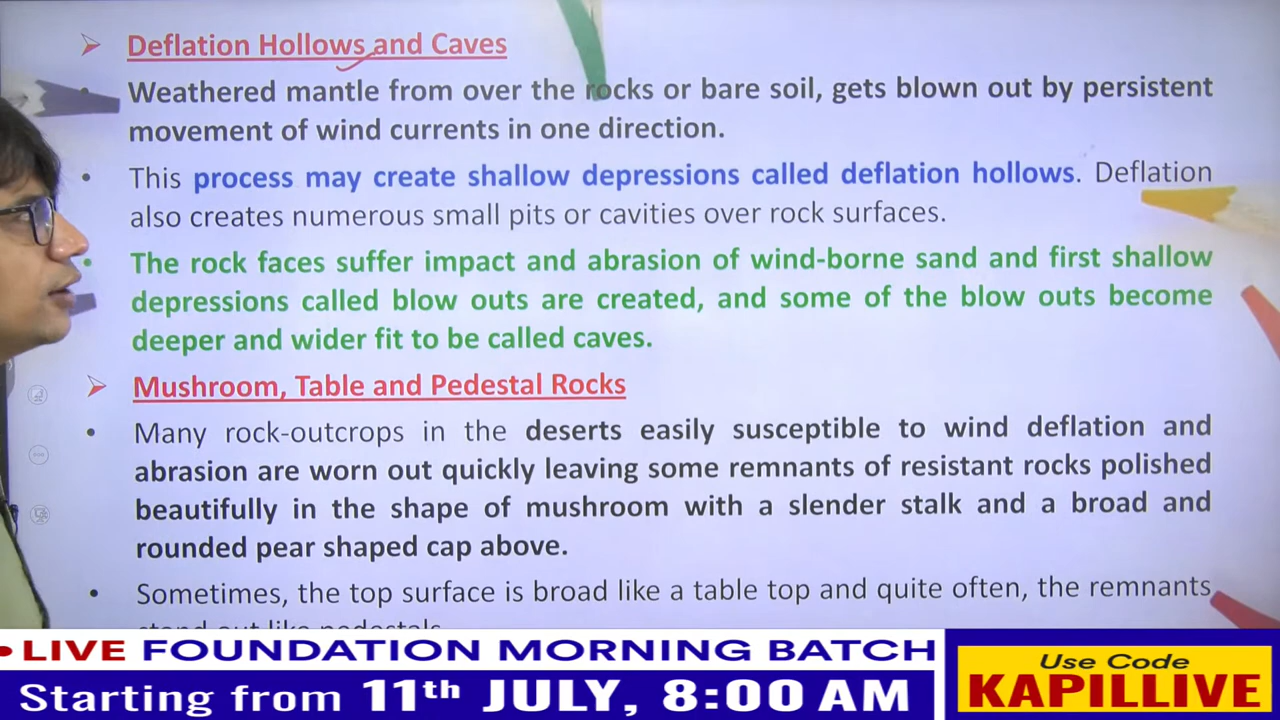 Deflation Hollows and Caves
Weathered mantle from over the rocks or bare soil, gets blown out by persistent
movement of wind currents in one direction.
This process may create shallow depressions called deflation hollows. Deflation
also creates numerous small pits or cavities over rock surfaces.
The rock faces suffer impact and abrasion of wind-borne sand and first shallow
depressions called blow outs are created, and some of the blow outs become
deeper and wider fit to be called caves.
Mushroom, Table and Pedestal Rocks
Many rock-outcrops in the deserts easily susceptible to wind deflation and
abrasion are worn out quickly leaving some remnants of resistant rocks polished
beautifully in the shape of mushroom with a slender stalk and a broad and
rounded pear shaped cap above.
Sometimes, the top surface is broad like a table top and quite often, the remnants
stand out like pedestals
LIVE FOUNDATION MORNING BATCH
Starting from 11th JULY, 8:00 AM
Use Code
KAPILLIVE